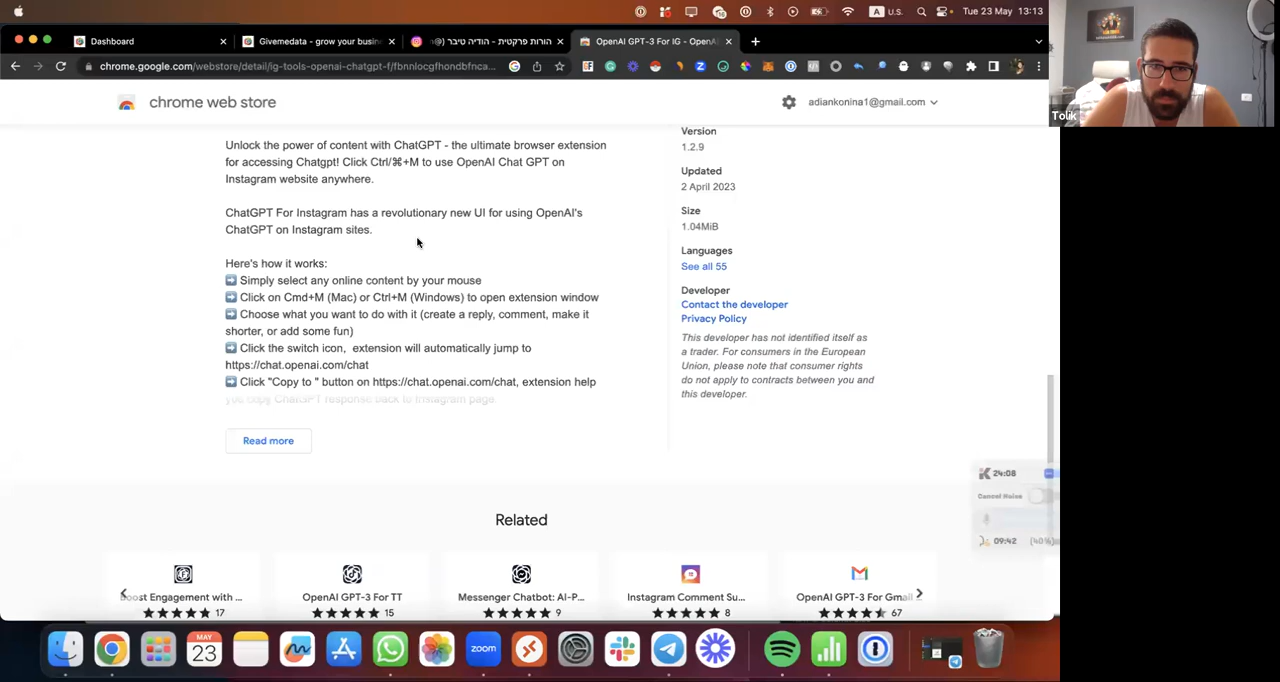 U.S.
Tue 23 May 13:13
Dashboard
Givemedata - grow your busin
הורות פרקטית - הודיה טיבר (@
OpenAI GPT-3 For IG - OpenA
chrome.google.com/webstore/detail/ig-tools-openai-chatgpt-f/fbnnlocgfhondbfnca...
chrome web store
adiankonina1@gmail.com
Tolik
Unlock the power of content with ChatGPT - the ultimate browser extension
for accessing Chatgpt! Click Ctrl/⌘+M to use OpenAI Chat GPT on
Instagram website anywhere.
ChatGPT For Instagram has a revolutionary new UI for using OpenAI's
ChatGPT on Instagram sites.
Here's how it works:
➡️ Simply select any online content by your mouse
➡️ Click on Cmd+M (Mac) or Ctrl+M (Windows) to open extension window
➡️ Choose what you want to do with it (create a reply, comment, make it
shorter, or add some fun)
➡️ Click the switch icon, extension will automatically jump to
https://chat.openai.com/chat
➡️ Click "Copy to " button on https://chat.openai.com/chat, extension help
you copy ChatGPT response back to Instagram page.
Read more
Version
1.2.9
Updated
2 April 2023
Size
1.04MiB
Languages
See all 55
Developer
Contact the developer
Privacy Policy
This developer has not identified itself as
a trader. For consumers in the European
Union, please note that consumer rights
do not apply to contracts between you and
this developer.
24:08
Cancel Noise
09:42 (40%)
Related
Boost Engagement with ...
17
OpenAI GPT-3 For TT
15
Messenger Chatbot: AI-P...
9
Instagram Comment Su...
8
OpenAI GPT-3 For Gmail ...
67
MAY
23
zoom